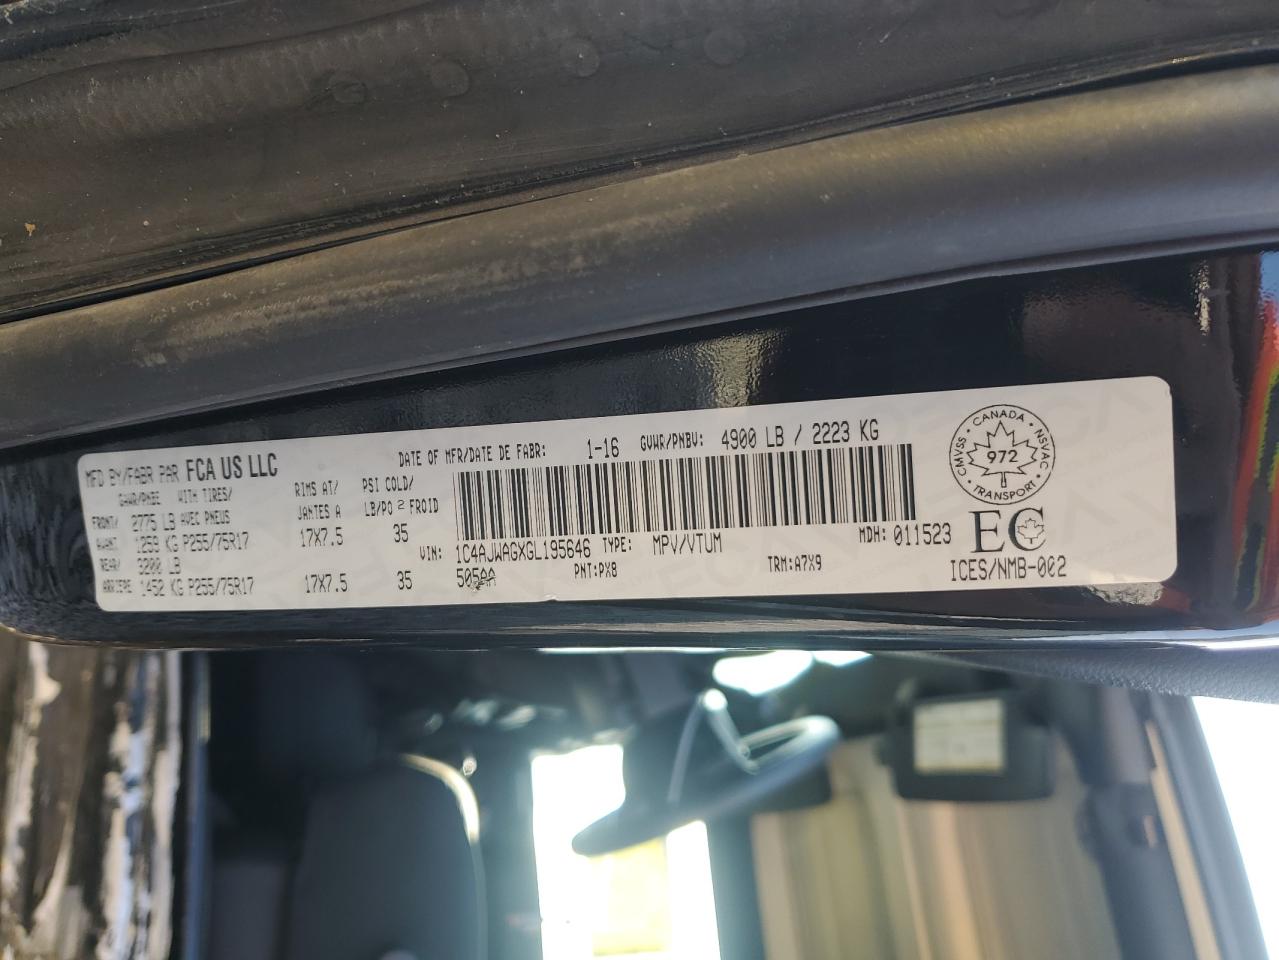 MFD BY/FABR PAR FCA US LLC
DATE OF MFR/DATE DE FABR: 1-16 GVWR/PNBV: 4900 LB / 2223 KG
GAWR/PNBE WITH TIRES/ RIMS AT/ PSI COLD/
FRONT/ 2775 LB AVEC PNEUS JANTES A LB/PO 2 FROID
AVANT 1259 KG P255/75R17 17X7.5 35
REAR/ 3200 LB
ARRIERE 1452 KG P255/75R17 17X7.5 35
VIN: 1C4AJWAGXGL195646 TYPE: MPV/VTUM MDH: 011523
505AA PNT:PX8 TRM:A7X9
CANADA
CMVSS 972 NSVAC
TRANSPORT
EC
ICES/NMB-002